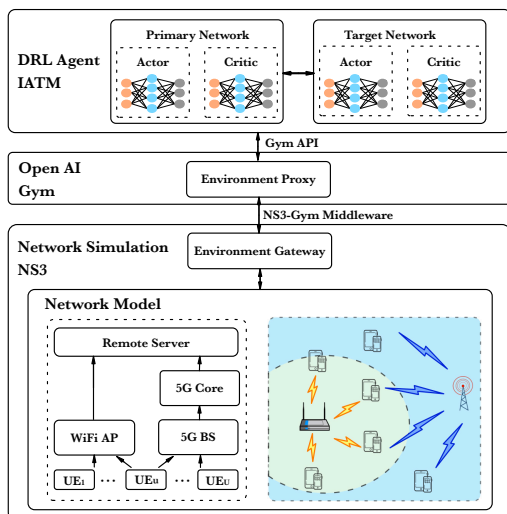 DRL Agent
IATM
Primary Network
Target Network
Actor
Critic
Actor
Critic
Gym API
Open AI
Gym
Environment Proxy
NS3-Gym Middleware
Network Simulation
NS3
Environment Gateway
Network Model
Remote Server
5G Core
WiFi AP
5G BS
UE1 ··· UEu ··· UEU